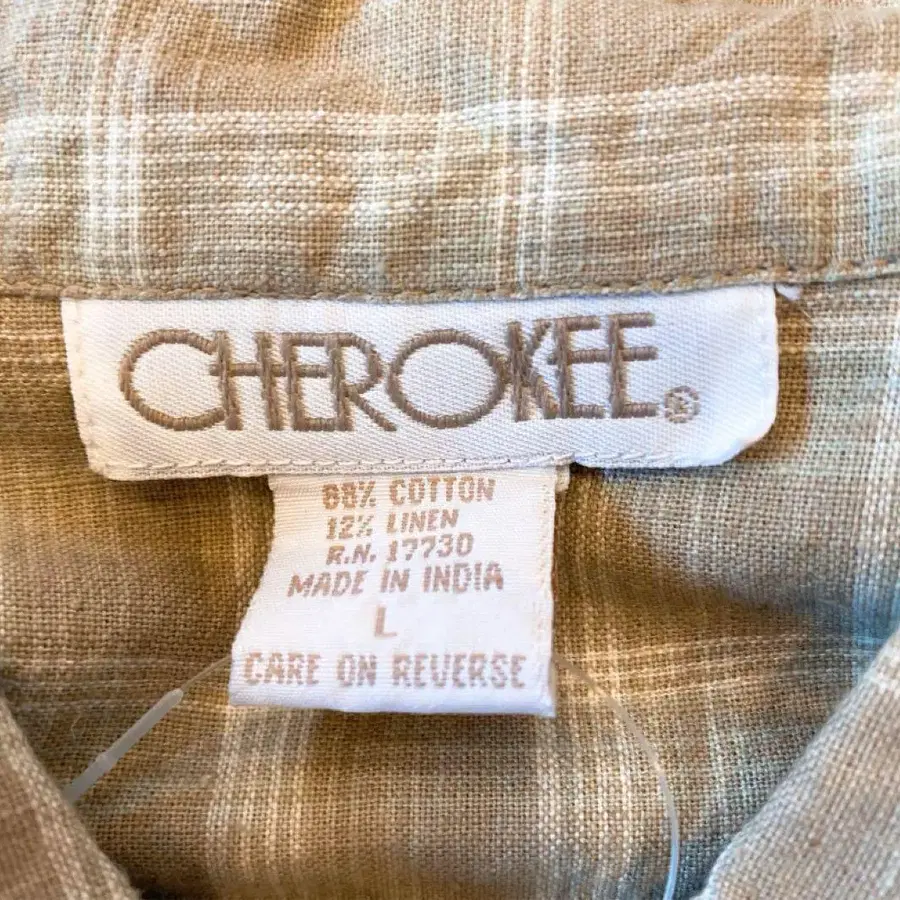 CHEROKEE®
88% COTTON
12% LINEN
R.N. 17730
MADE IN INDIA
L
CARE ON REVERSE